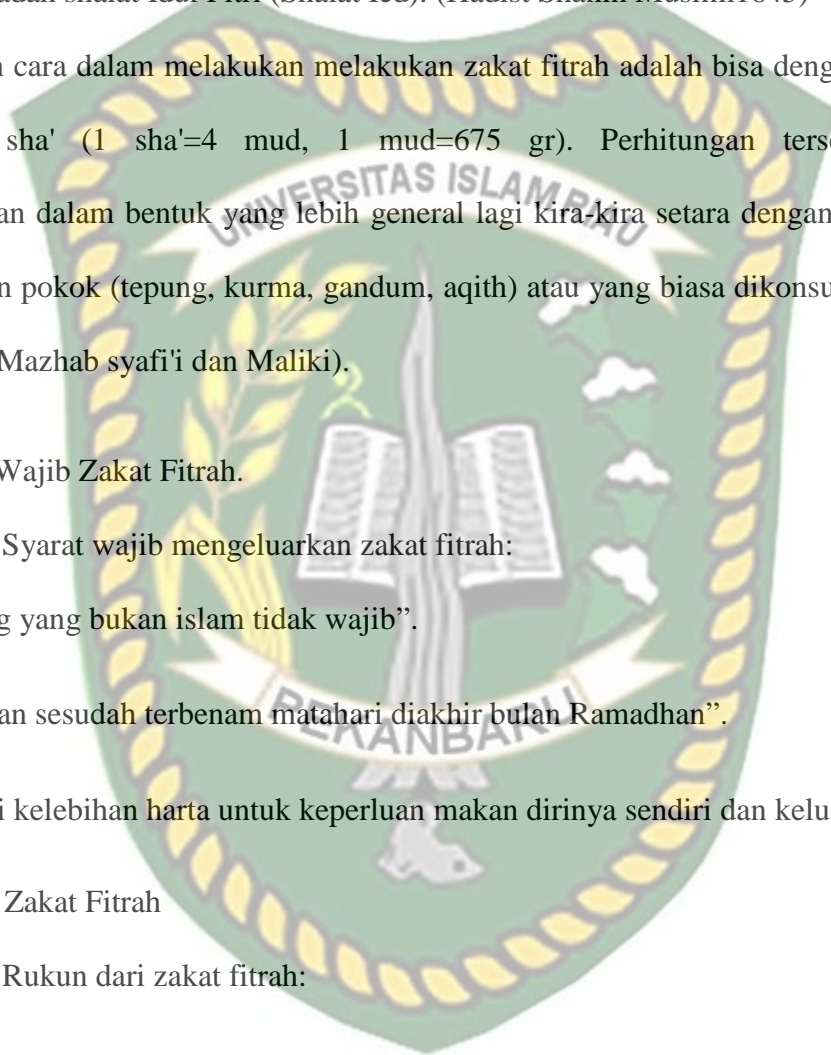 adah shalat Idul Fitri (Shalat Ied). (Hadist Shahih Muslim:1645)
cara dalam melakukan melakukan zakat fitrah adalah bisa deng
sha' (1 sha'=4 mud, 1 mud=675 gr). Perhitungan terse
UNIVERSITAS ISLAM RIAU
an dalam bentuk yang lebih general lagi kira-kira setara dengan
n pokok (tepung, kurma, gandum, aqith) atau yang biasa dikonsu
Mazhab syafi'i dan Maliki).
Wajib Zakat Fitrah.
Syarat wajib mengeluarkan zakat fitrah:
g yang bukan islam tidak wajib”.
PEKANBARU
an sesudah terbenam matahari diakhir bulan Ramadhan”.
i kelebihan harta untuk keperluan makan dirinya sendiri dan kelu
Zakat Fitrah
Rukun dari zakat fitrah: